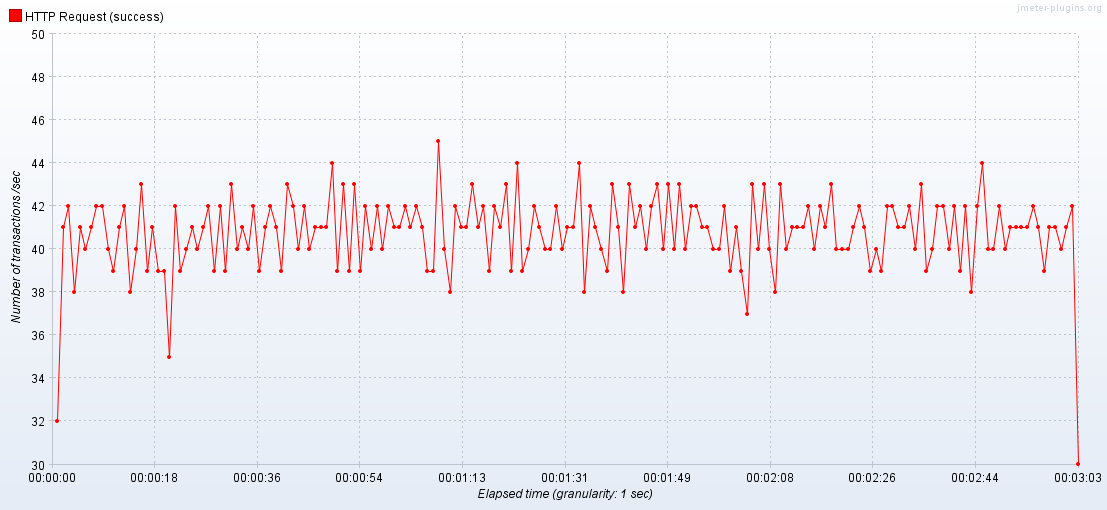 jmeter-plugins.org
HTTP Request (success)
50
48
46
44
42
40
38
36
34
32
30
Number of transactions /sec
00:00:00 00:00:18 00:00:36 00:00:54 00:01:13 00:01:31 00:01:49 00:02:08 00:02:26 00:02:44 00:03:03
Elapsed time (granularity: 1 sec)